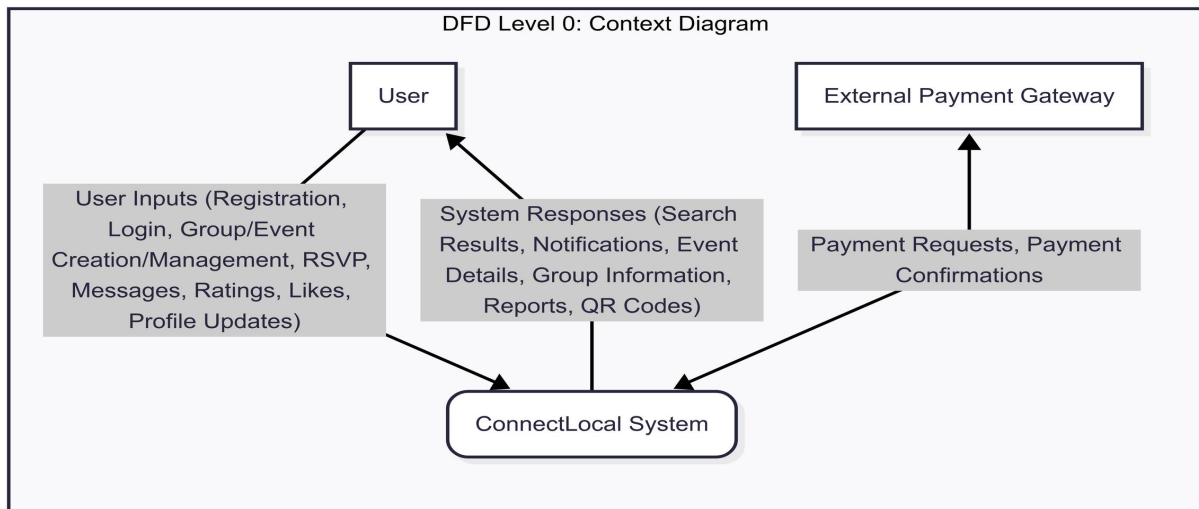 DFD Level 0: Context Diagram
User
External Payment Gateway
User Inputs (Registration,
Login, Group/Event
Creation/Management, RSVP,
Messages, Ratings, Likes,
Profile Updates)
System Responses (Search
Results, Notifications, Event
Details, Group Information,
Reports, QR Codes)
Payment Requests, Payment
Confirmations
ConnectLocal System